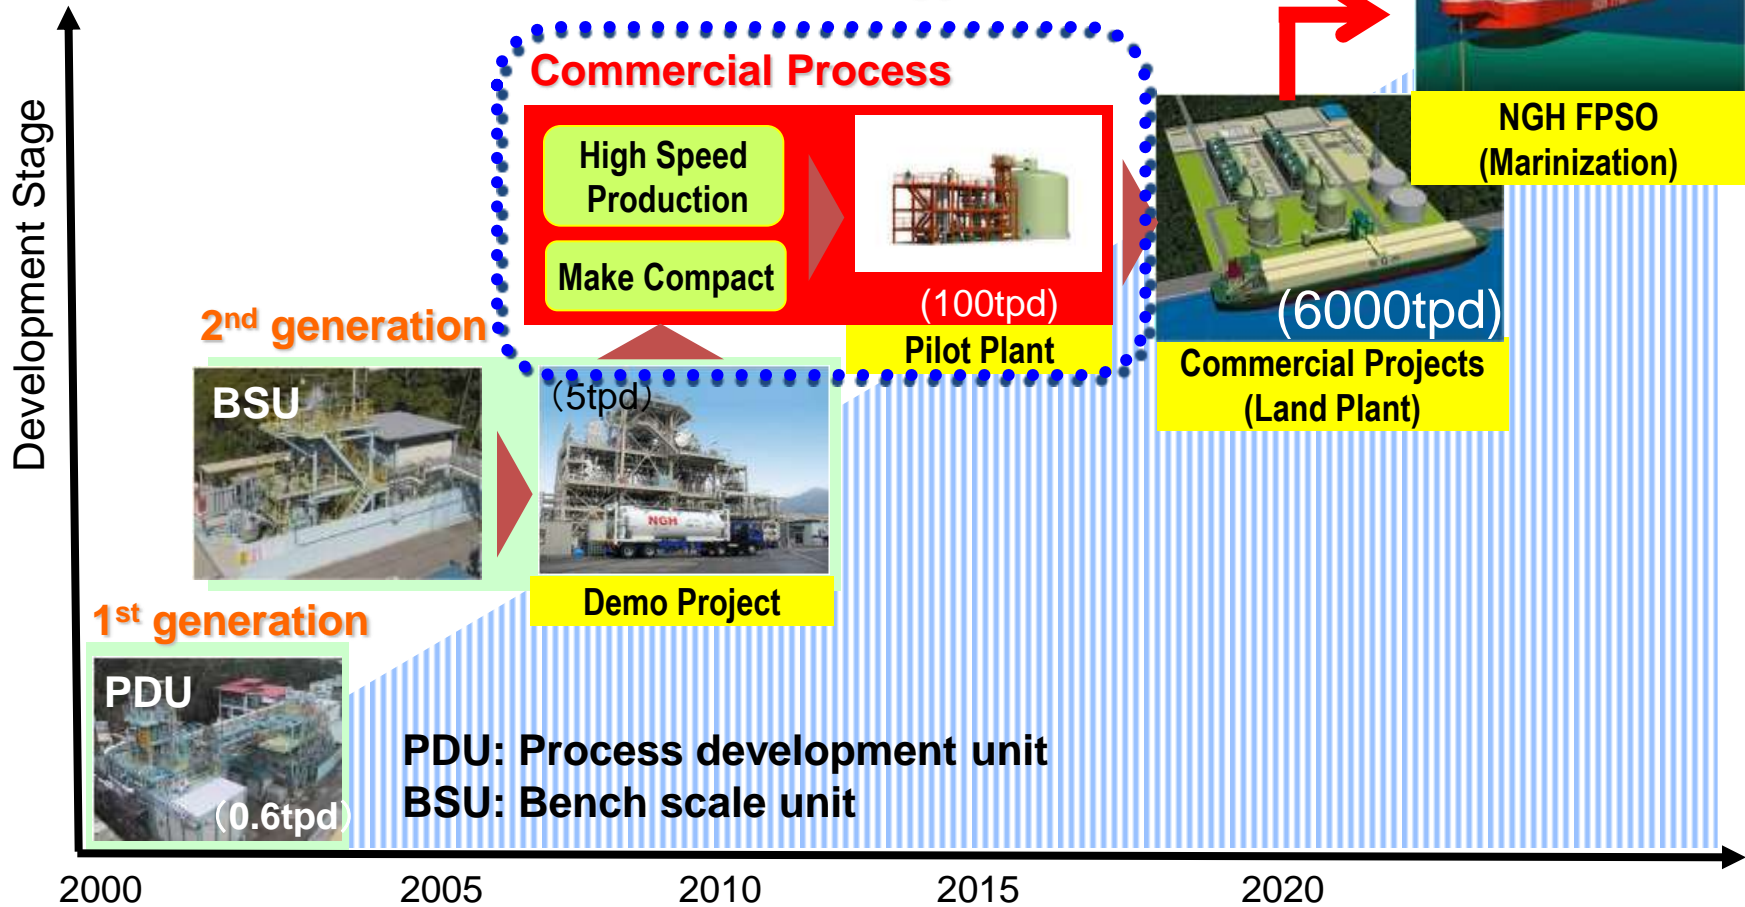 Development Stage
Commercial Process
High Speed
Production
Make Compact
(100tpd)
Pilot Plant
NGH FPSO
(Marinization)
(6000tpd)
Commercial Projects
(Land Plant)
2nd generation
BSU
(5tpd)
NGH
Demo Project
1st generation
PDU
(0.6tpd)
PDU: Process development unit
BSU: Bench scale unit
2000 2005 2010 2015 2020